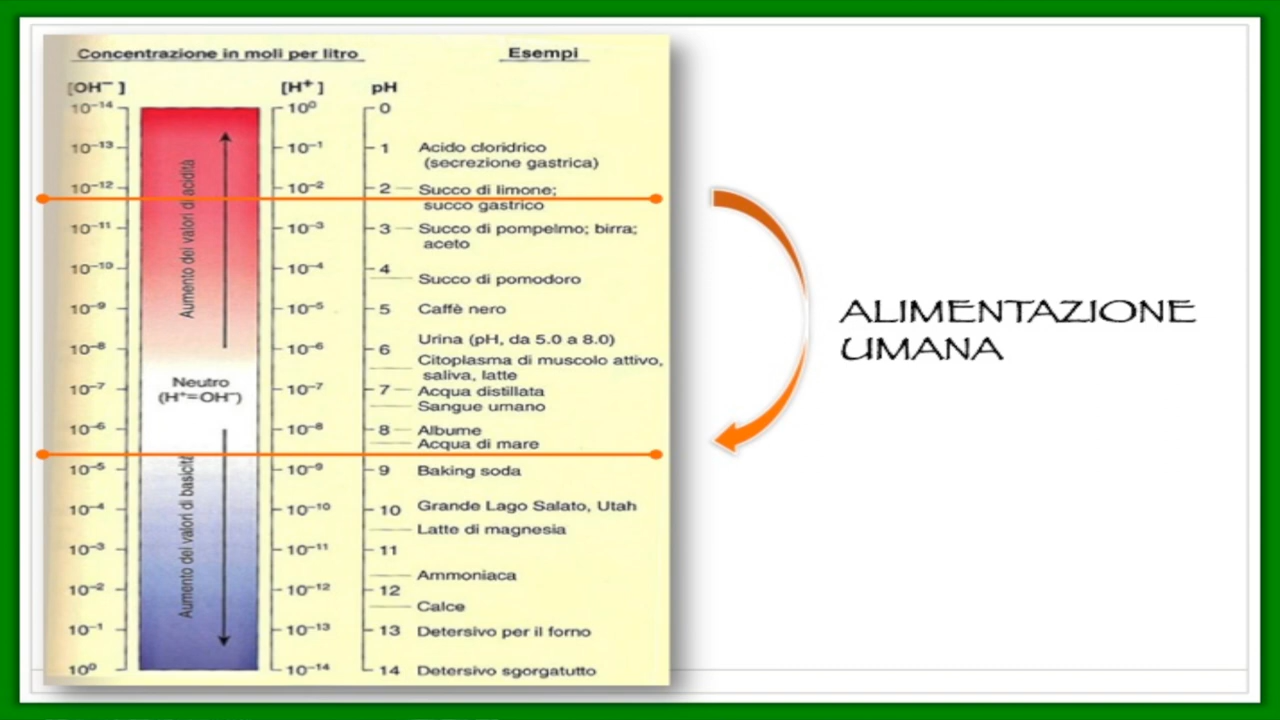 Concentrazione in moli per litro Esempi
[OH⁻] [H⁺] pH
10⁻¹⁴ 10⁰ 0
10⁻¹³ 10⁻¹ 1 Acido cloridrico
(secrezione gastrica)
10⁻¹² 10⁻² 2 Succo di limone;
succo gastrico
10⁻¹¹ 10⁻³ 3 Succo di pompelmo; birra;
aceto
10⁻¹⁰ 10⁻⁴ 4
Succo di pomodoro
10⁻⁹ 10⁻⁵ 5 Caffè nero
Urina (pH, da 5.0 a 8.0)
10⁻⁸ 10⁻⁶ 6
Citoplasma di muscolo attivo,
saliva, latte
10⁻⁷ 10⁻⁷ 7 Acqua distillata
Sangue umano
10⁻⁶ 10⁻⁸ 8 Albume
Acqua di mare
10⁻⁵ 10⁻⁹ 9 Baking soda
10⁻⁴ 10⁻¹⁰ 10 Grande Lago Salato, Utah
Latte di magnesia
10⁻³ 10⁻¹¹ 11
Ammoniaca
10⁻² 10⁻¹² 12
Calce
10⁻¹ 10⁻¹³ 13 Detersivo per il forno
10⁰ 10⁻¹⁴ 14 Detersivo sgorgatutto
Aumento dei valori di acidità
Neutro
(H⁺=OH⁻)
Aumento dei valori di basicità
ALIMENTAZIONE
UMANA